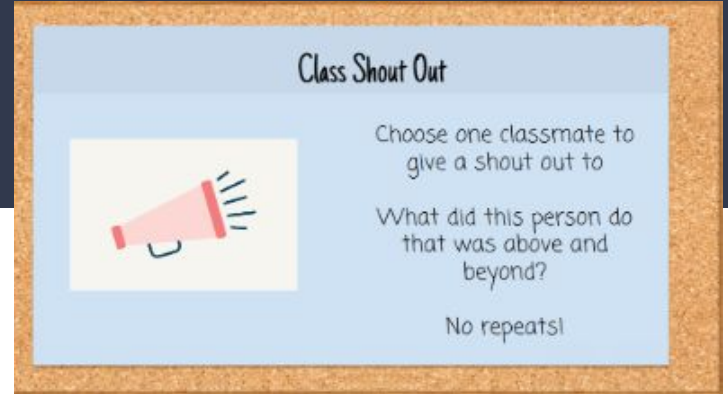 Class Shout Out
Choose one classmate to
give a shout out to
What did this person do
that was above and
beyond?
No repeats!